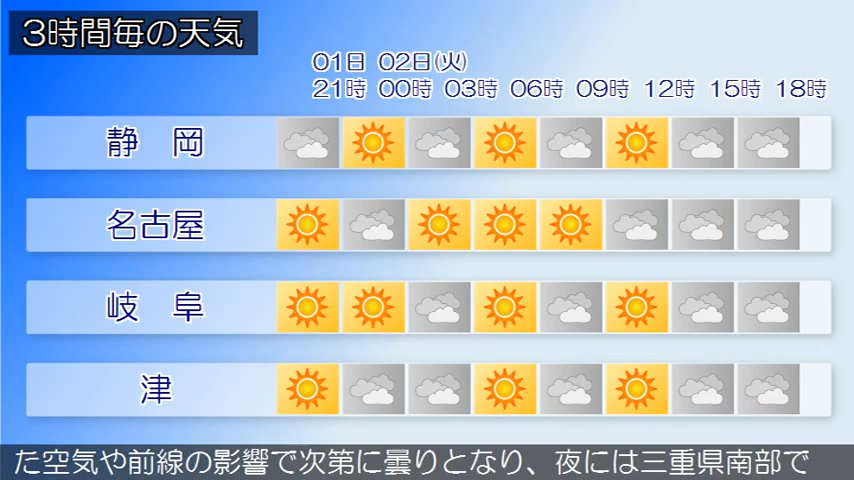 3時間毎の天気
01日 02日(火)
21時 00時 03時 06時 09時 12時 15時 18時
静 岡
名古屋
岐 阜
津
た空気や前線の影響で次第に曇りとなり、夜には三重県南部で